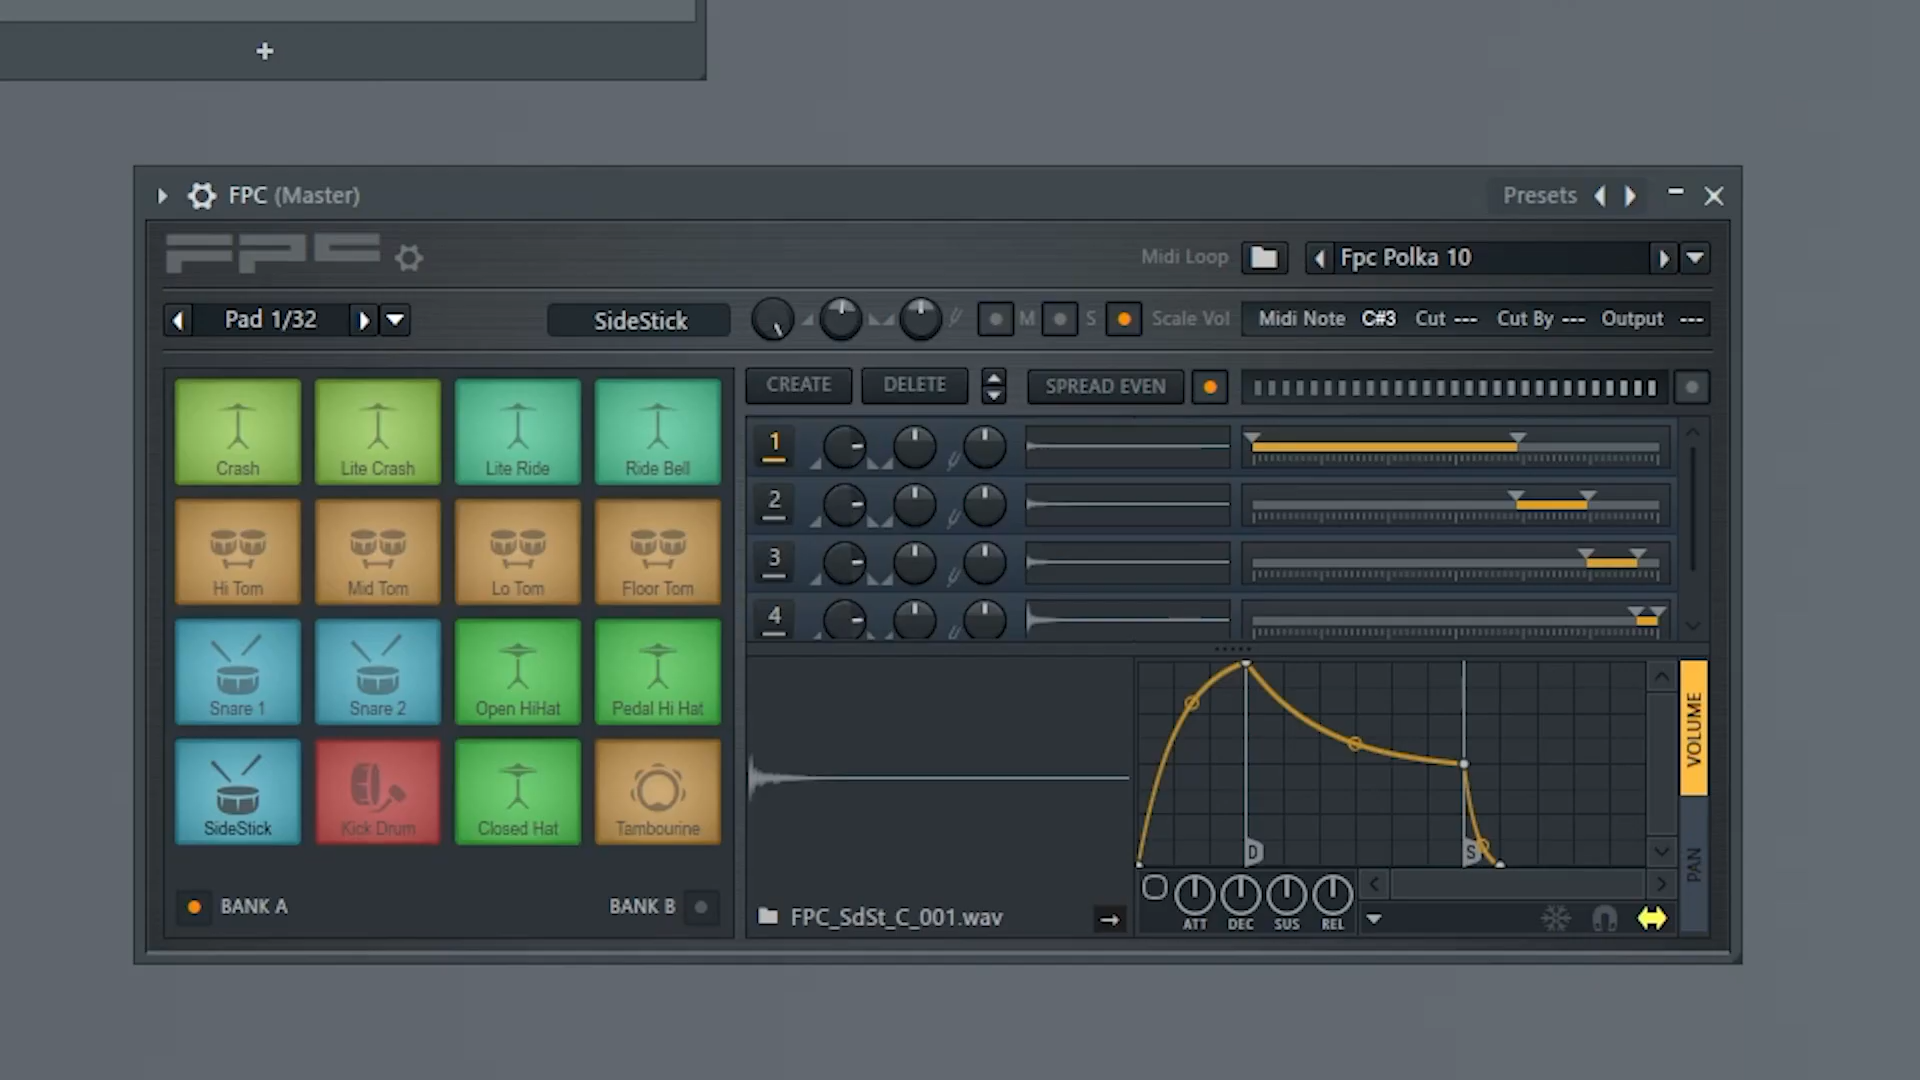 +
FPC (Master)
Presets
FPC
Midi Loop
Fpc Polka 10
Pad 1/32
SideStick
M
S
Scale Vol
Midi Note C#3 Cut --- Cut By --- Output ---
CREATE
DELETE
SPREAD EVEN
Crash
Lite Crash
Lite Ride
Ride Bell
Hi Tom
Mid Tom
Lo Tom
Floor Tom
Snare 1
Snare 2
Open HiHat
Pedal Hi Hat
SideStick
Kick Drum
Closed Hat
Tambourine
BANK A
BANK B
1
2
3
4
D
S
VOLUME
PAN
FPC_SdSt_C_001.wav
ATT
DEC
SUS
REL